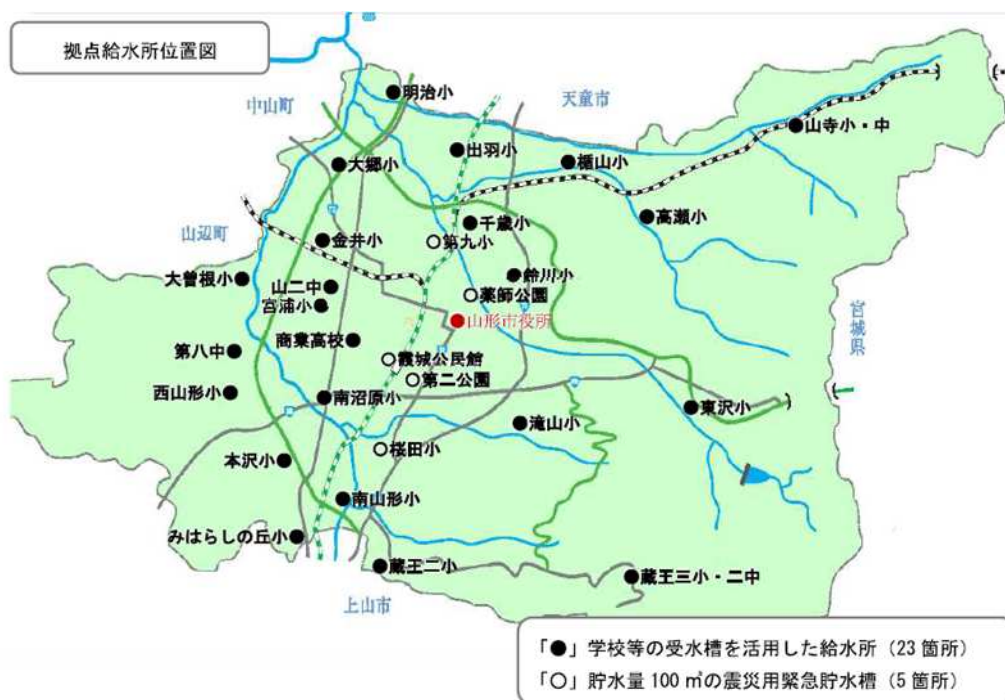 拠点給水所位置図
明治小
中山町
天童市
山寺小・中
出羽小
楯山小
大郷小
高瀬小
千歳小
山辺町
金井小
第九小
大曽根小
鈴川小
山二中
薬師公園
宮浦小
山形市役所
宮城県
商業高校
第八中
霞城公民館
第二公園
西山形小
南沼原小
東沢小
滝山小
桜田小
本沢小
南山形小
みはらしの丘小
蔵王二小
蔵王三小・二中
上山市
「●」学校等の受水槽を活用した給水所（23 箇所）
「○」貯水量 100 ㎥の震災用緊急貯水槽（5 箇所）